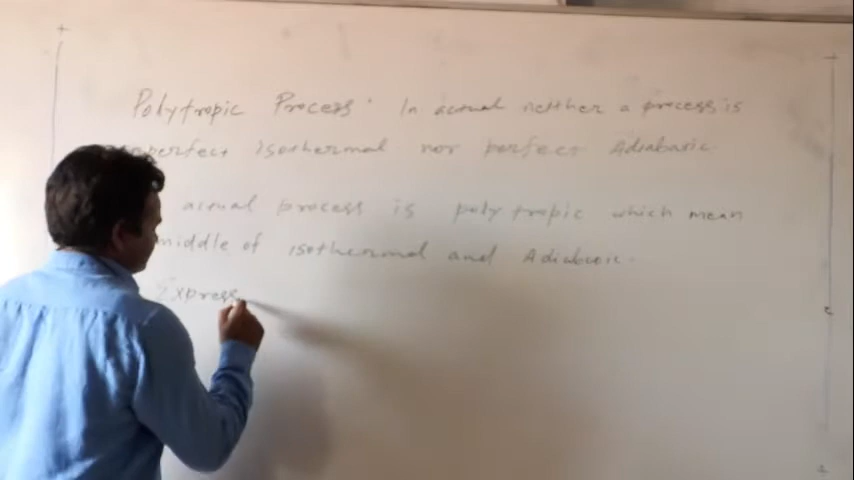 Polytropic Process: In actual neither a process is
perfect isothermal nor perfect Adiabatic.
actual process is polytropic which mean
middle of isothermal and Adiabatic.
Express